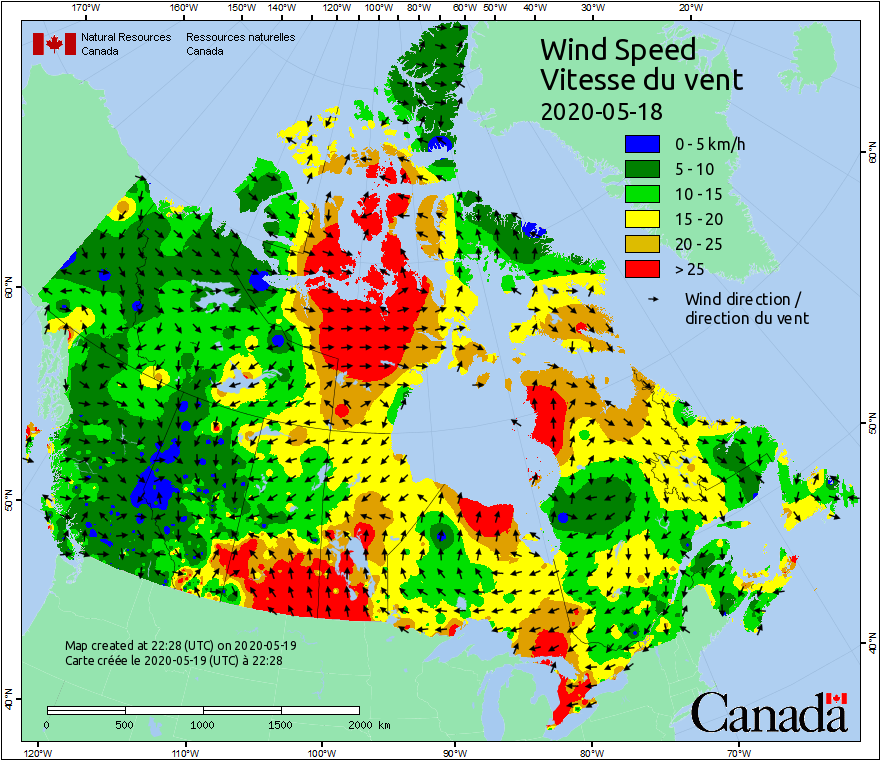 170°W 160°W 150°W 140°W 130°W 120°W 110°W 100°W 90°W 80°W 70°W 60°W 50°W 40°W 30°W 20°W
Natural Resources Ressources naturelles
Canada Canada
Wind Speed
Vitesse du vent
2020-05-18
0 - 5 km/h
5 - 10
10 - 15
15 - 20
20 - 25
> 25
Wind direction /
direction du vent
60°N 60°N
50°N 50°N
40°N 40°N
Map created at 22:28 (UTC) on 2020-05-19
Carte créée le 2020-05-19 (UTC) à 22:28
0 500 1000 1500 2000 km
Canada
120°W 110°W 100°W 90°W 80°W 70°W